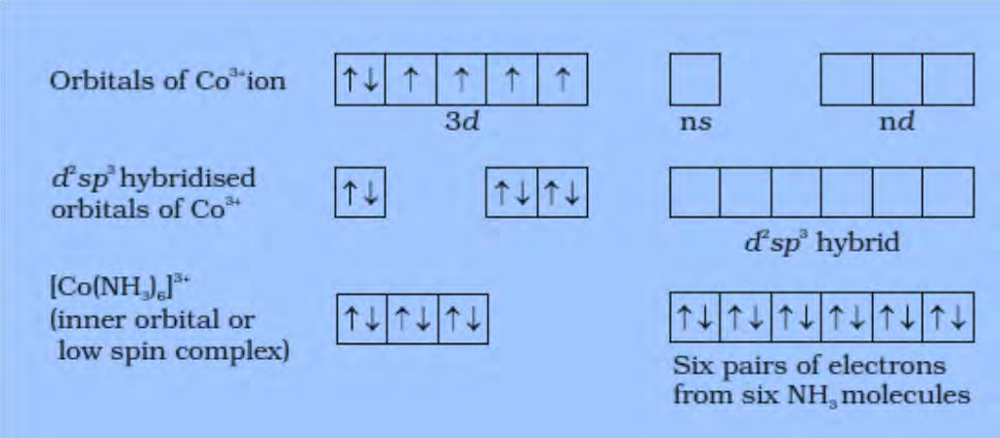 Orbitals of Co³⁺ion
↑↓ ↑ ↑ ↑ ↑
3d
ns
nd
d²sp³ hybridised
orbitals of Co³⁺
↑↓ ↑↓ ↑↓
d²sp³ hybrid
[Co(NH₃)₆]³⁺
(inner orbital or
low spin complex)
↑↓ ↑↓ ↑↓
↑↓ ↑↓ ↑↓ ↑↓ ↑↓ ↑↓
Six pairs of electrons
from six NH₃ molecules